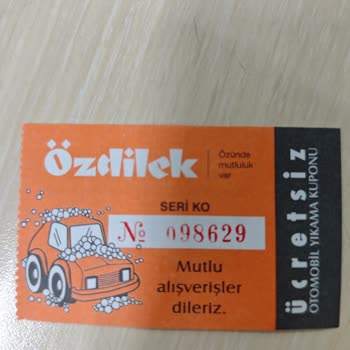 Özdilek
Özünde
mutluluk
var
SERİ KO
№ 098629
Mutlu
alışverişler
dileriz.
ücretsiz
OTOMOBİL YIKAMA KUPONU